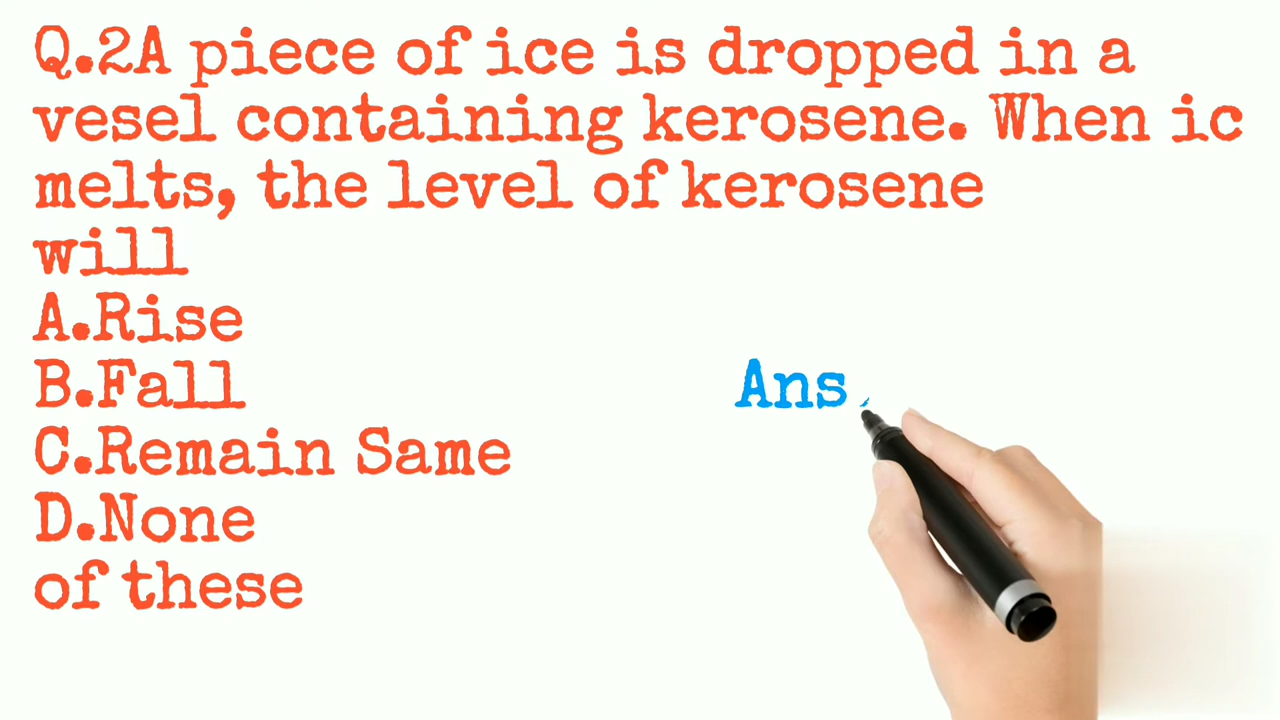 Q.2A piece of ice is dropped in a
vesel containing kerosene. When ic
melts, the level of kerosene
will
A.Rise
B.Fall
C.Remain Same
D.None
of these
Ans